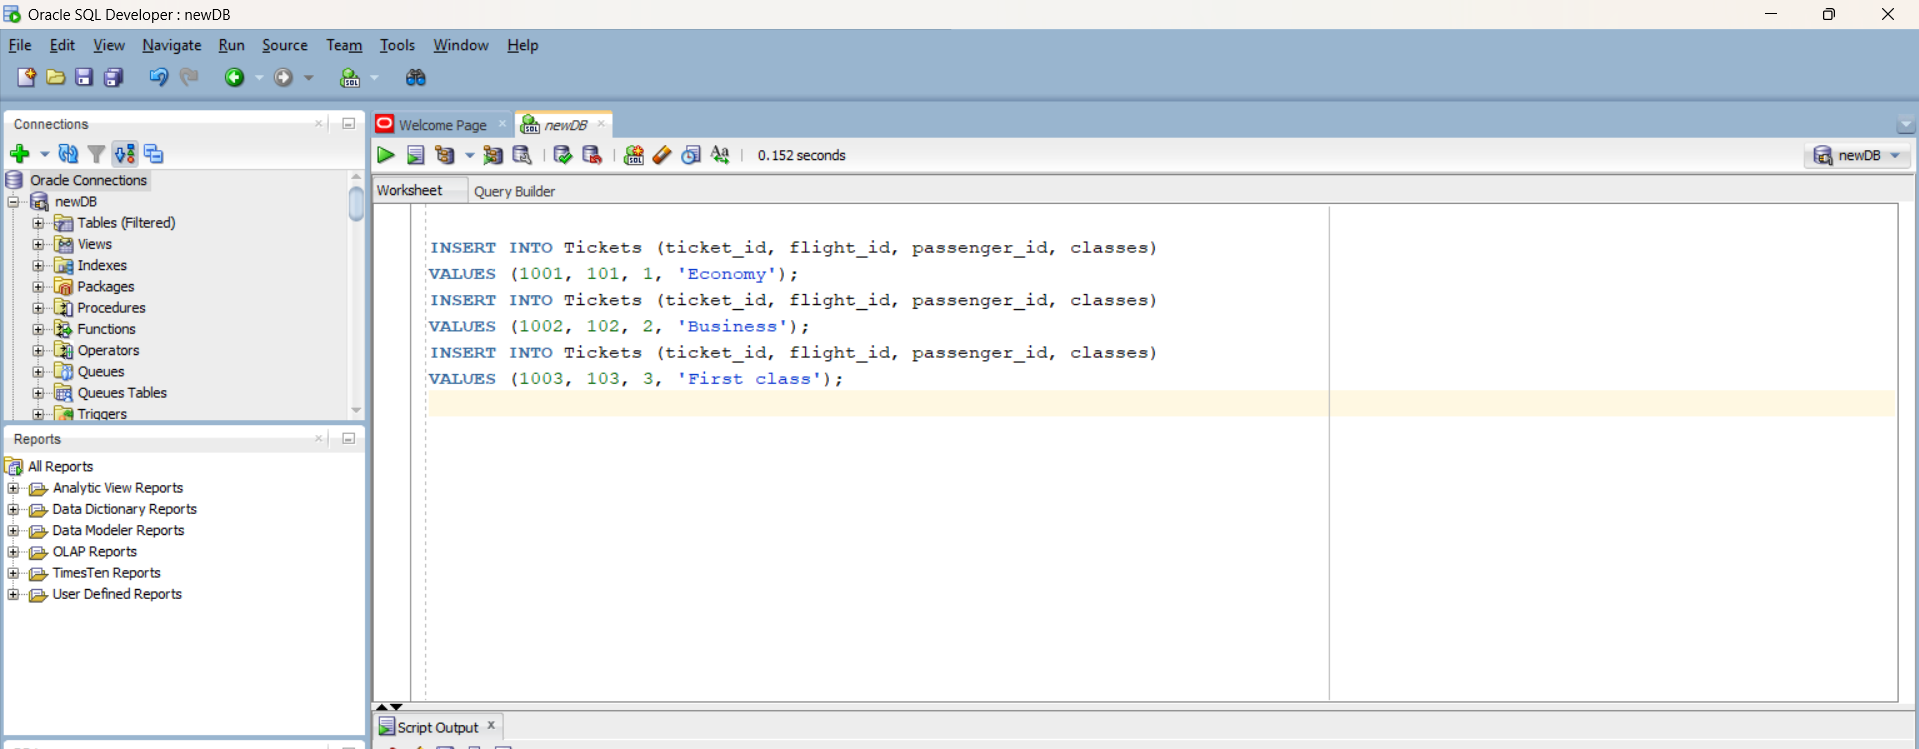 Oracle SQL Developer : newDB
File Edit View Navigate Run Source Team Tools Window Help
Connections
Oracle Connections
newDB
Tables (Filtered)
Views
Indexes
Packages
Procedures
Functions
Operators
Queues
Queues Tables
Triggers
Reports
All Reports
Analytic View Reports
Data Dictionary Reports
Data Modeler Reports
OLAP Reports
TimesTen Reports
User Defined Reports
Welcome Page newDB
0.152 seconds
newDB
Worksheet Query Builder
INSERT INTO Tickets (ticket_id, flight_id, passenger_id, classes)
VALUES (1001, 101, 1, 'Economy');
INSERT INTO Tickets (ticket_id, flight_id, passenger_id, classes)
VALUES (1002, 102, 2, 'Business');
INSERT INTO Tickets (ticket_id, flight_id, passenger_id, classes)
VALUES (1003, 103, 3, 'First class');
Script Output